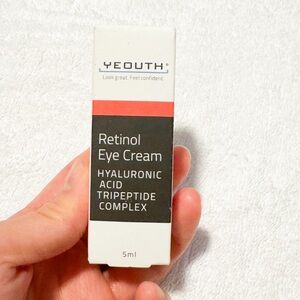 YEOUTH®
Look great. Feel confident.
Retinol
Eye Cream
HYALURONIC
ACID
TRIPEPTIDE
COMPLEX
5ml